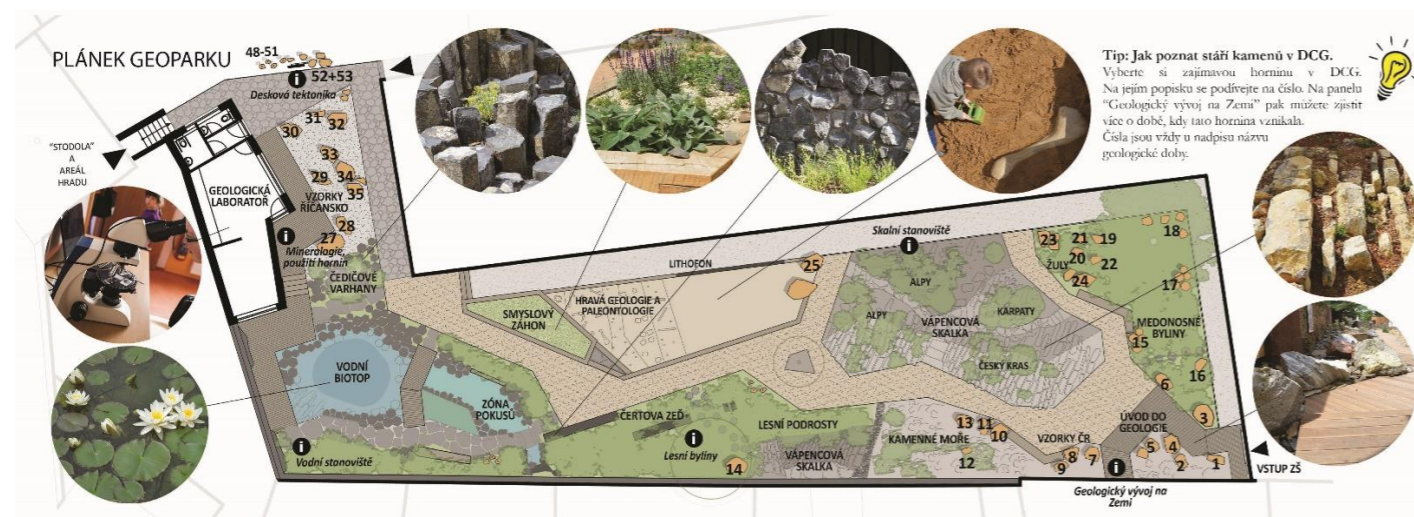 PLÁNEK GEOPARKU
48-51
52+53
Desková tektonika
Tip: Jak poznat stáří kamenů v DCG.
Vyberte si zajímavou horninu v DCG.
Na jejím popisku se podívejte na číslo. Na panelu
"Geologický vývoj na Zemi" pak můžete zjistit
více o době, kdy tato hornina vznikala.
Čísla jsou vždy u nadpisu názvu
geologické doby.
"STODOLA"
A
AREÁL
HRADU
GEOLOGICKÁ
LABORATOŘ
30
31
32
33
29
34
VZORKY
35
ŘÍČANSKO
28
27
Mineralogie,
použití hornin
ČEDIČOVÉ
VARHANY
LITHOFON
25
SMYSLOVÝ
ZÁHON
HRAVÁ GEOLOGIE A
PALEONTOLOGIE
Skalní stanoviště
ALPY
ALPY
KARPATY
VÁPENCOVÁ
SKALKA
ČESKÝ KRAS
23
21
19
20
ŽULY
22
24
18
17
MEDONOSNÉ
BYLINY
15
16
6
3
VODNÍ
BIOTOP
ZÓNA
POKUSŮ
Vodní stanoviště
ČERTOVA ZEĎ
LESNÍ PODROSTY
Lesní byliny
14
VÁPENCOVÁ
SKALKA
KAMENNÉ MOŘE
13
11
10
12
VZORKY ČR
8
7
9
ÚVOD DO
GEOLOGIE
5
4
2
1
VSTUP ZŠ
Geologický vývoj na
Zemi